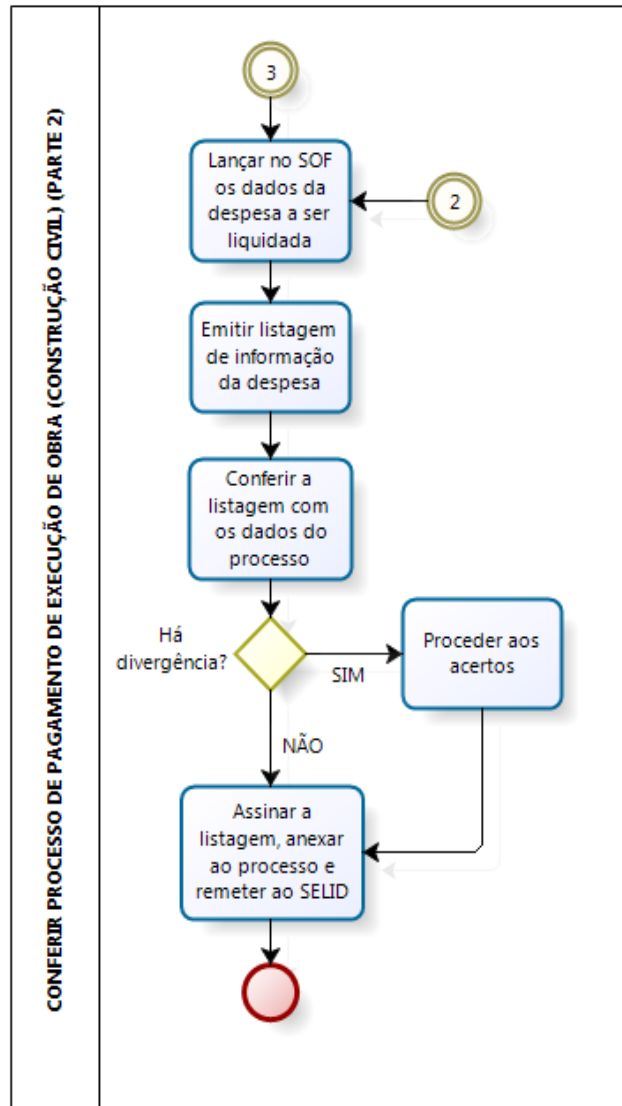 CONFERIR PROCESSO DE PAGAMENTO DE EXECUÇÃO DE OBRA (CONSTRUÇÃO CIVIL) (PARTE 2)
3
Lançar no SOF
os dados da
despesa a ser
liquidada
2
Emitir listagem
de informação
da despesa
Conferir a
listagem com
os dados do
processo
Há
divergência?
SIM
Proceder aos
acertos
NÃO
Assinar a
listagem, anexar
ao processo e
remeter ao SELID